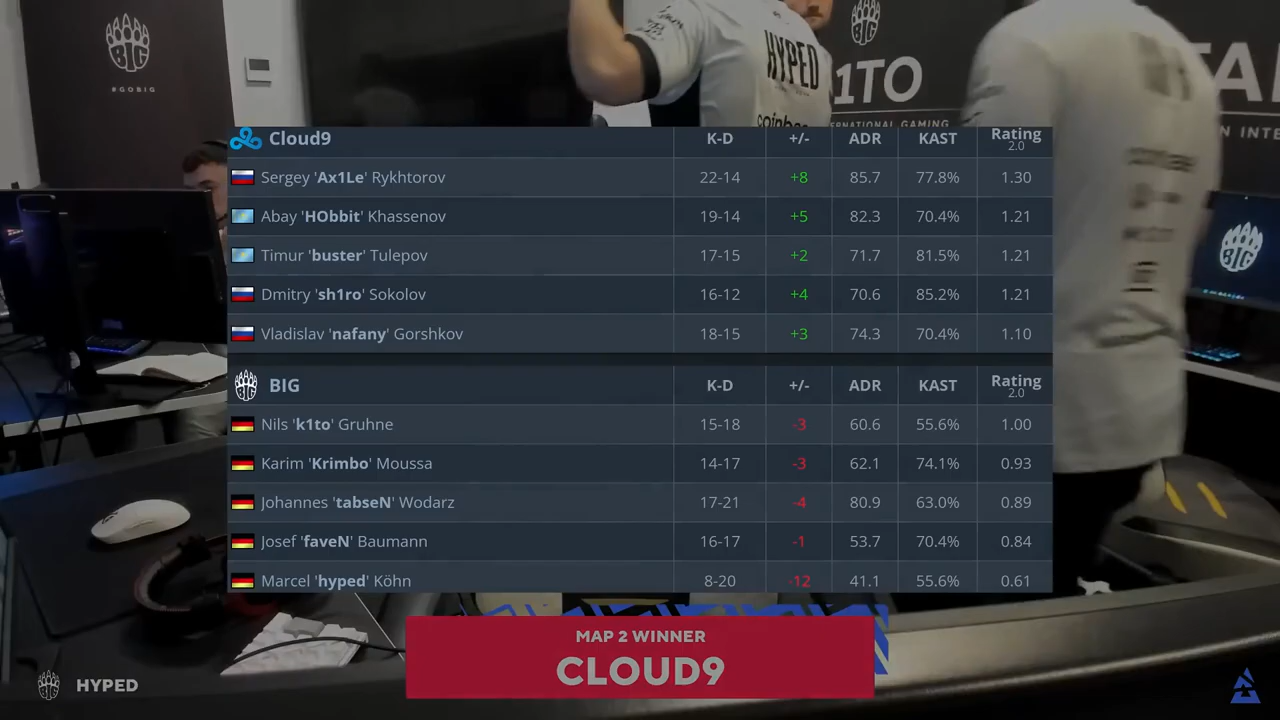 BIG
#GOBIG
HYPED
coinbase
1TO
Cloud9 K-D +/- ADR KAST Rating 2.0
Sergey 'Ax1Le' Rykhtorov 22-14 +8 85.7 77.8% 1.30
Abay 'HObbit' Khassenov 19-14 +5 82.3 70.4% 1.21
Timur 'buster' Tulepov 17-15 +2 71.7 81.5% 1.21
Dmitry 'sh1ro' Sokolov 16-12 +4 70.6 85.2% 1.21
Vladislav 'nafany' Gorshkov 18-15 +3 74.3 70.4% 1.10
BIG K-D +/- ADR KAST Rating 2.0
Nils 'k1to' Gruhne 15-18 -3 60.6 55.6% 1.00
Karim 'Krimbo' Moussa 14-17 -3 62.1 74.1% 0.93
Johannes 'tabseN' Wodarz 17-21 -4 80.9 63.0% 0.89
Josef 'faveN' Baumann 16-17 -1 53.7 70.4% 0.84
Marcel 'hyped' Köhn 8-20 -12 41.1 55.6% 0.61
MAP 2 WINNER
CLOUD9
HYPED